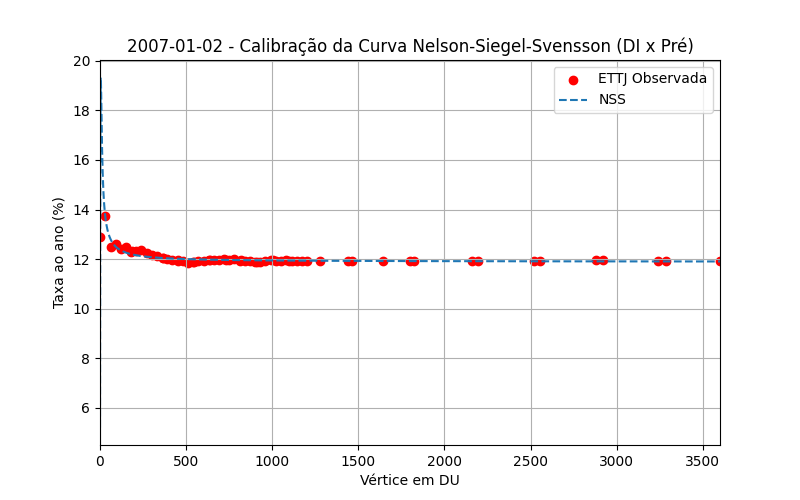 2007-01-02 - Calibração da Curva Nelson-Siegel-Svensson (DI x Pré)
ETTJ Observada
NSS
Taxa ao ano (%)
20
18
16
14
12
10
8
6
0 500 1000 1500 2000 2500 3000 3500
Vértice em DU